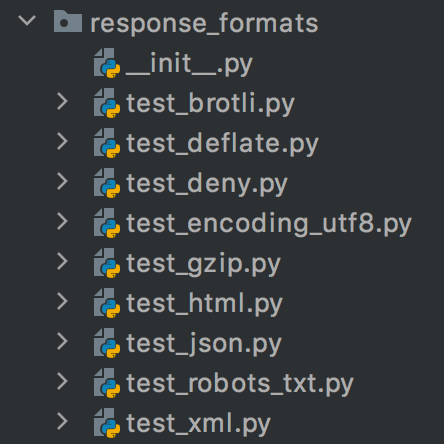 response_formats
__init__.py
test_brotli.py
test_deflate.py
test_deny.py
test_encoding_utf8.py
test_gzip.py
test_html.py
test_json.py
test_robots_txt.py
test_xml.py